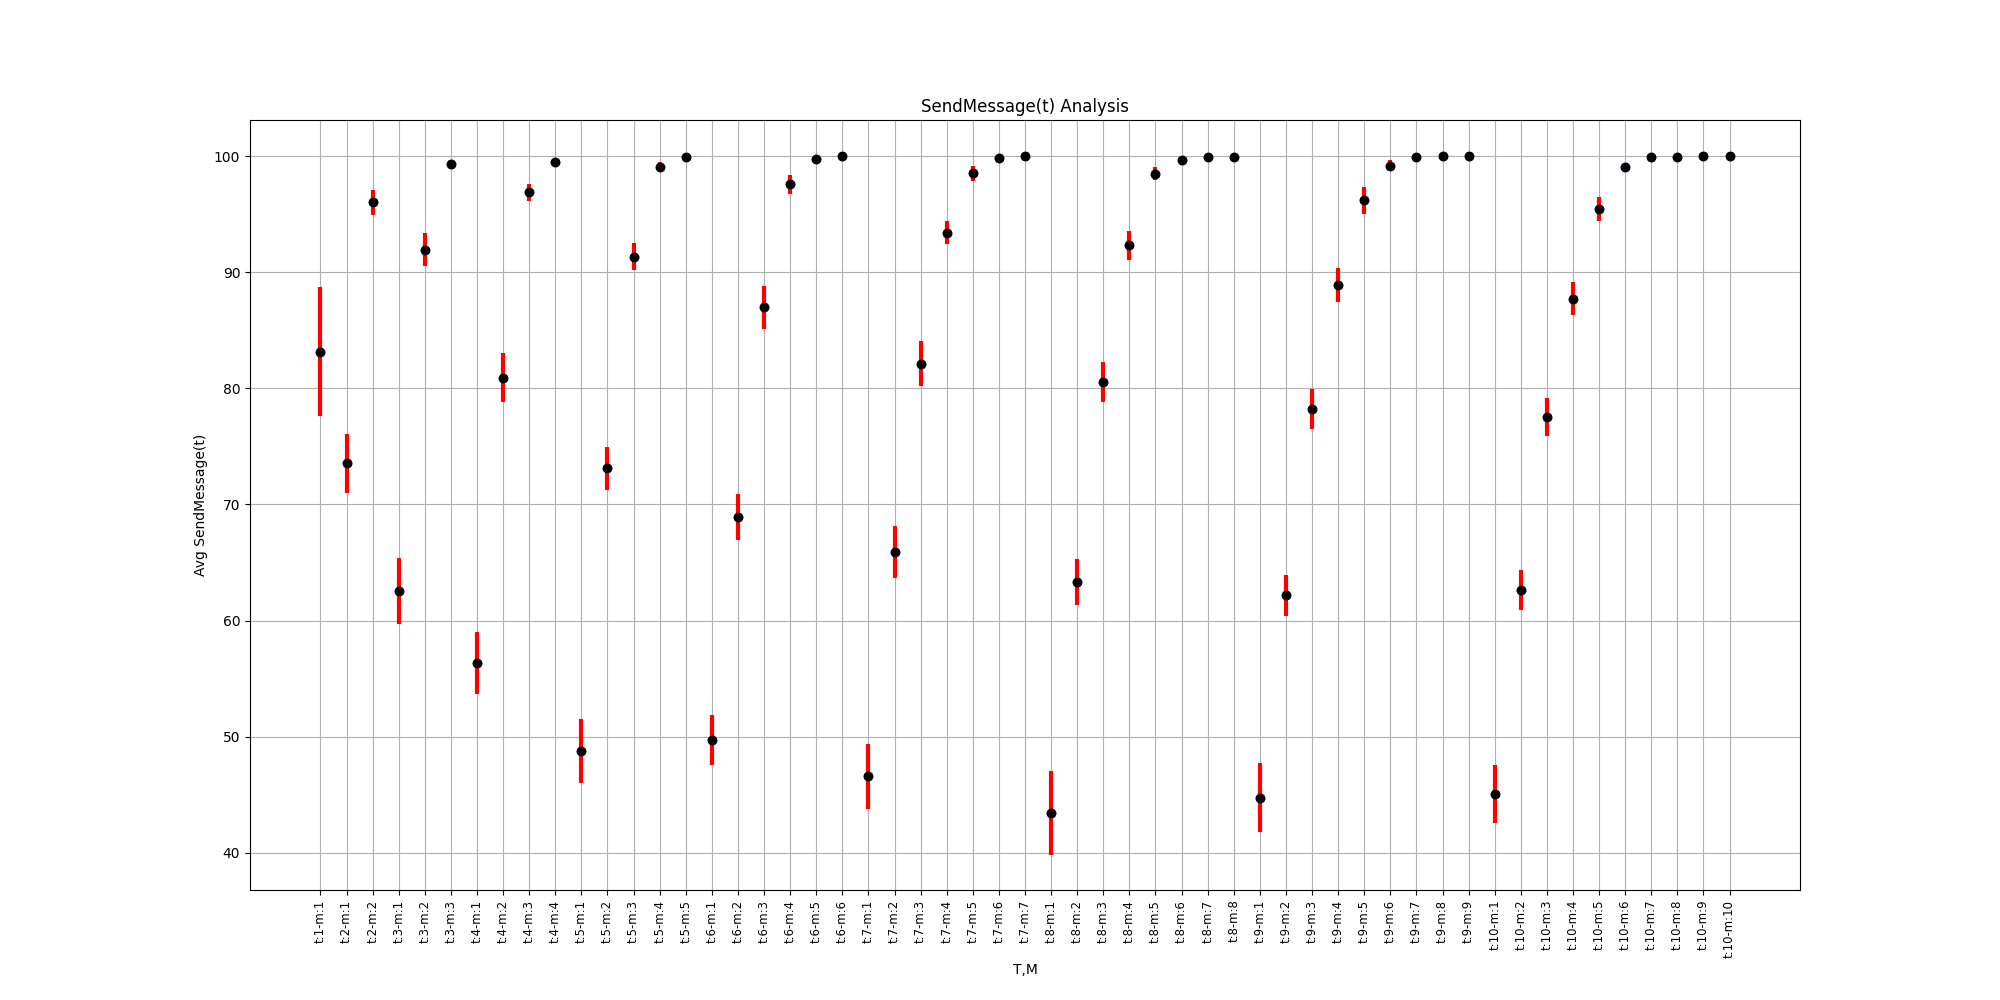 SendMessage(t) Analysis
100
90
80
70
60
50
40
Avg SendMessage(t)
t:1-m:1
t:2-m:1
t:2-m:2
t:3-m:1
t:3-m:2
t:3-m:3
t:4-m:1
t:4-m:2
t:4-m:3
t:4-m:4
t:5-m:1
t:5-m:2
t:5-m:3
t:5-m:4
t:5-m:5
t:6-m:1
t:6-m:2
t:6-m:3
t:6-m:4
t:6-m:5
t:6-m:6
t:7-m:1
t:7-m:2
t:7-m:3
t:7-m:4
t:7-m:5
t:7-m:6
t:7-m:7
t:8-m:1
t:8-m:2
t:8-m:3
t:8-m:4
t:8-m:5
t:8-m:6
t:8-m:7
t:8-m:8
t:9-m:1
t:9-m:2
t:9-m:3
t:9-m:4
t:9-m:5
t:9-m:6
t:9-m:7
t:9-m:8
t:9-m:9
t:10-m:1
t:10-m:2
t:10-m:3
t:10-m:4
t:10-m:5
t:10-m:6
t:10-m:7
t:10-m:8
t:10-m:9
t:10-m:10
T,M